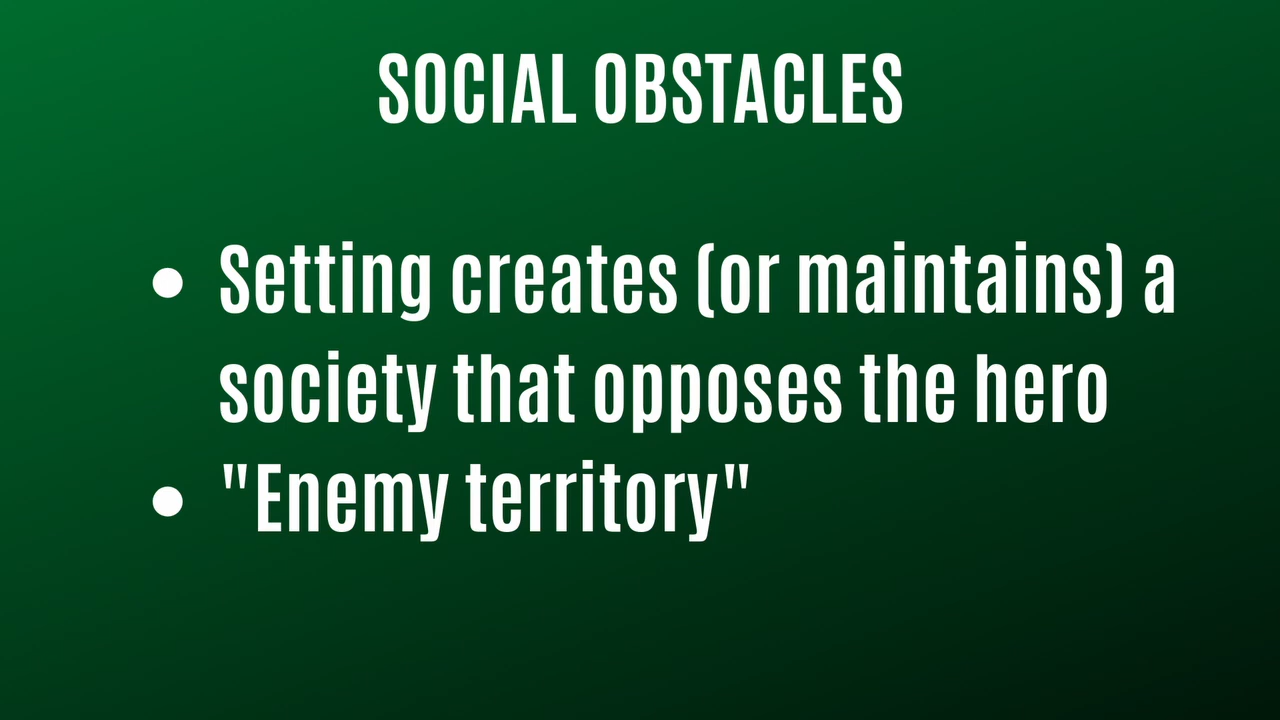 SOCIAL OBSTACLES
• Setting creates (or maintains) a
society that opposes the hero
• "Enemy territory"